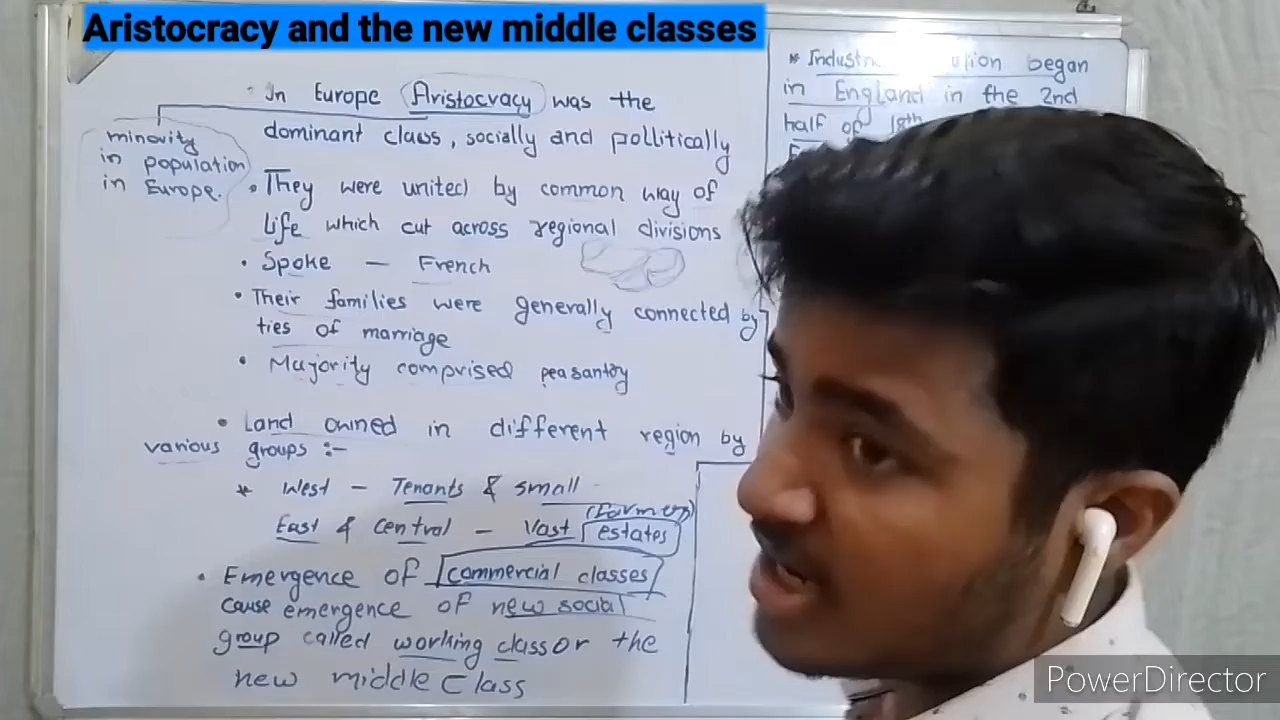 Aristocracy and the new middle classes
In Europe Aristocracy was the
dominant class, socially and pollitically
minority
in population
in Europe.
• They were united by common way of
life which cut across regional divisions
• Spoke — French
• Their families were generally connected by
ties of marriage
• Majority comprised peasantry
• Land owned in different region by
various groups :-
* West — Tenants & small
(Farmers)
East & central — Vast estates
• Emergence of commercial classes
cause emergence of new social
group called working class or the
new middle class
* began
in England in the 2nd
half of 18th
PowerDirector